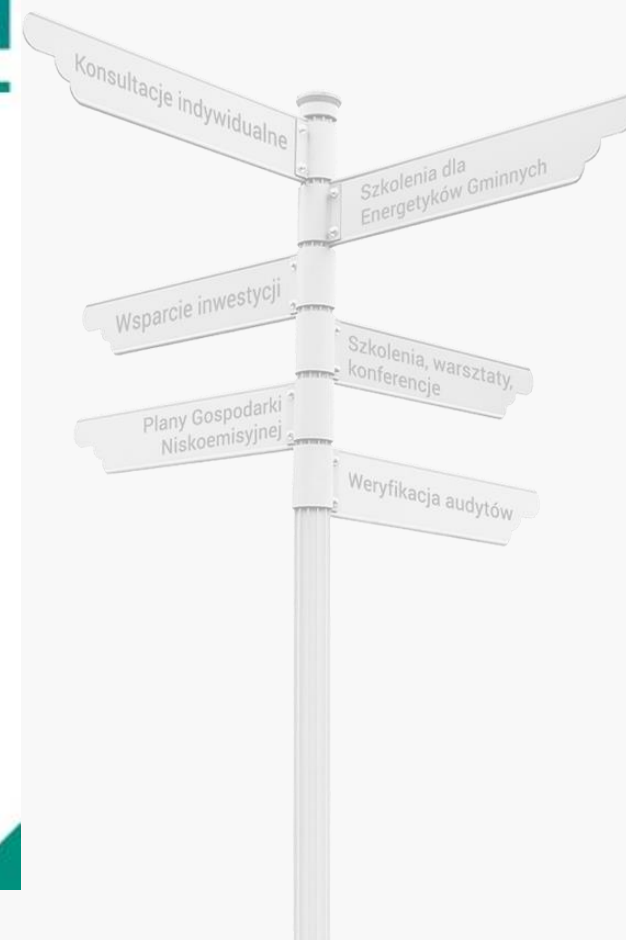 Konsultacje indywidualne
Szkolenia dla
Energetyków Gminnych
Wsparcie inwestycji
Szkolenia, warsztaty,
konferencje
Plany Gospodarki
Niskoemisyjnej
Weryfikacja audytów